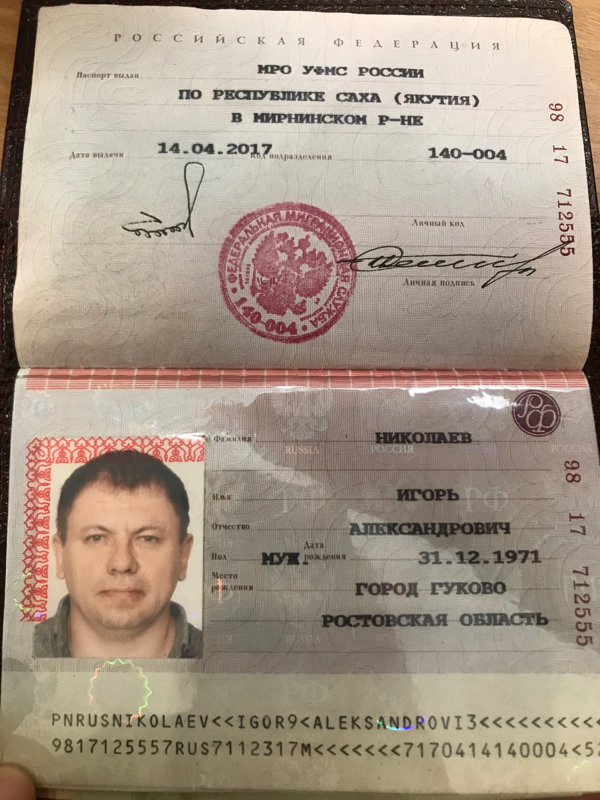 РОССИЙСКАЯ ФЕДЕРАЦИЯ
Паспорт выдан МРО УФМС РОССИИ
ПО РЕСПУБЛИКЕ САХА (ЯКУТИЯ)
В МИРНИНСКОМ Р-НЕ
Дата выдачи 14.04.2017 Код подразделения 140-004
98 17 712555
Личный код
ФЕДЕРАЛЬНАЯ МИГРАЦИОННАЯ СЛУЖБА
140-004
Личная подпись
РФ
Фамилия НИКОЛАЕВ
RUSSIA РОССИЯ РОССИЯ
Имя ИГОРЬ
РФ
Отчество АЛЕКСАНДРОВИЧ
Пол МУЖ. Дата рождения 31.12.1971
Место рождения ГОРОД ГУКОВО
РОСТОВСКАЯ ОБЛАСТЬ
98 17 712555
PNRUSNIKOLAEV<<IGOR9<ALEKSANDROVI3<<<<<<<<<<
9817125557RUS7112317M<<<<<<<7170414140004<5